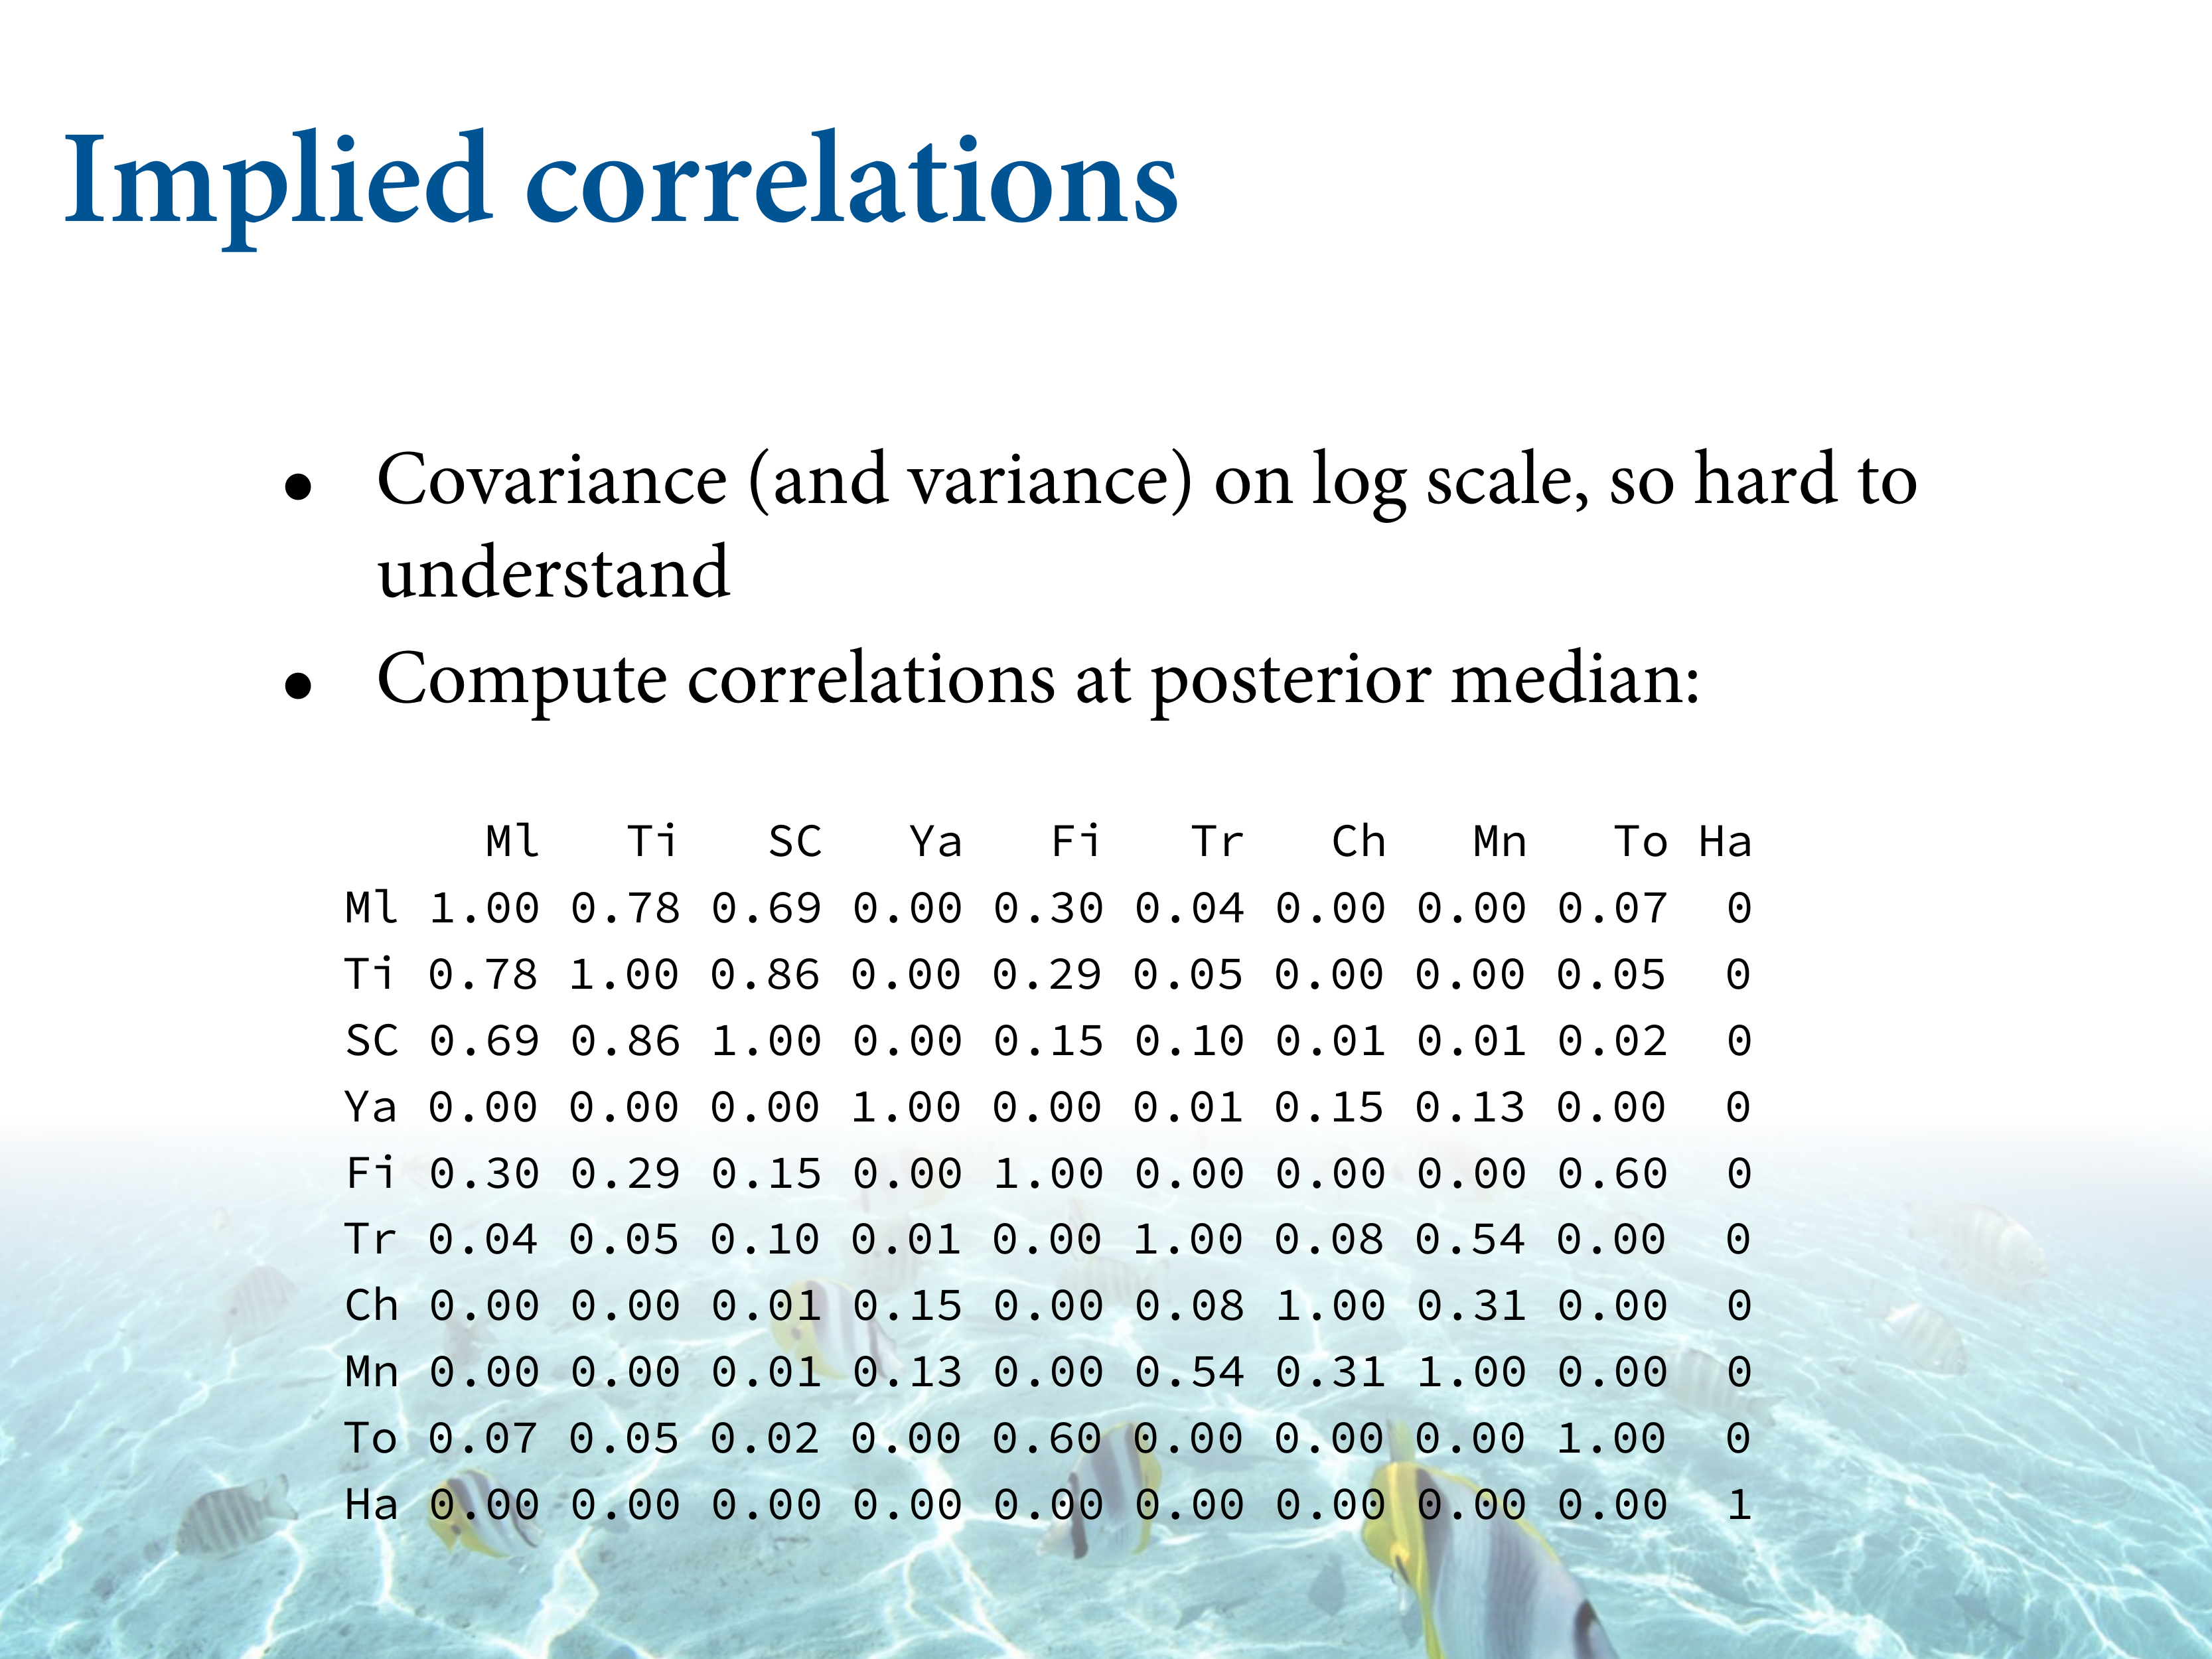 Implied correlations
• Covariance (and variance) on log scale, so hard to
understand
• Compute correlations at posterior median:
Ml Ti SC Ya Fi Tr Ch Mn To Ha
Ml 1.00 0.78 0.69 0.00 0.30 0.04 0.00 0.00 0.07 0
Ti 0.78 1.00 0.86 0.00 0.29 0.05 0.00 0.00 0.05 0
SC 0.69 0.86 1.00 0.00 0.15 0.10 0.01 0.01 0.02 0
Ya 0.00 0.00 0.00 1.00 0.00 0.01 0.15 0.13 0.00 0
Fi 0.30 0.29 0.15 0.00 1.00 0.00 0.00 0.00 0.60 0
Tr 0.04 0.05 0.10 0.01 0.00 1.00 0.08 0.54 0.00 0
Ch 0.00 0.00 0.01 0.15 0.00 0.08 1.00 0.31 0.00 0
Mn 0.00 0.00 0.01 0.13 0.00 0.54 0.31 1.00 0.00 0
To 0.07 0.05 0.02 0.00 0.60 0.00 0.00 0.00 1.00 0
Ha 0.00 0.00 0.00 0.00 0.00 0.00 0.00 0.00 0.00 1